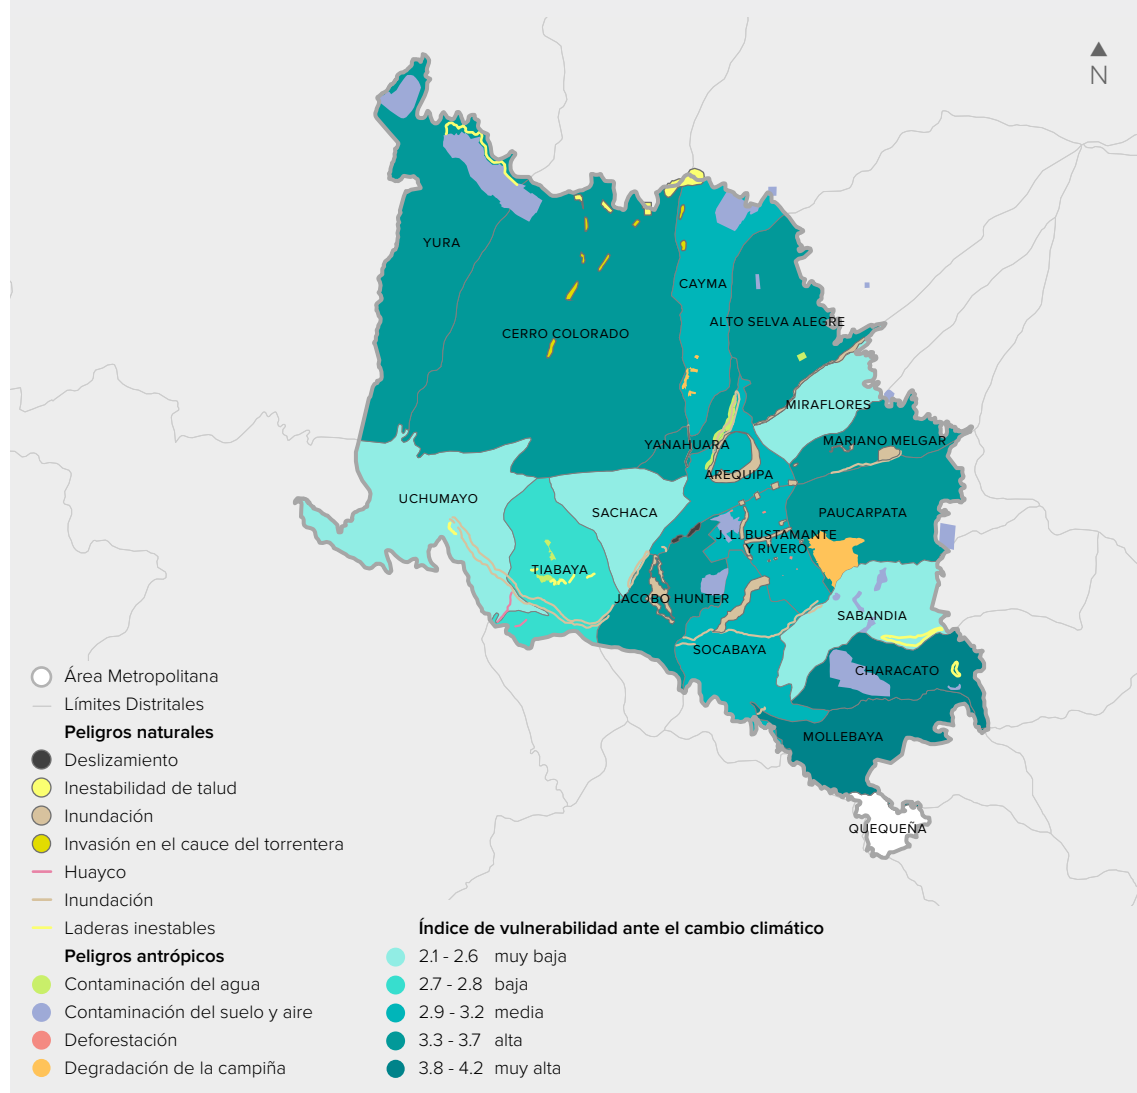 N
YURA
CAYMA
ALTO SELVA ALEGRE
CERRO COLORADO
MIRAFLORES
MARIANO MELGAR
YANAHUARA
AREQUIPA
UCHUMAYO
SACHACA
PAUCARPATA
J. L. BUSTAMANTE
Y RIVERO
TIABAYA
JACOBO HUNTER
SABANDIA
SOCABAYA
CHARACATO
MOLLEBAYA
QUEQUEÑA
Área Metropolitana
Límites Distritales
Peligros naturales
Deslizamiento
Inestabilidad de talud
Inundación
Invasión en el cauce del torrentera
Huayco
Inundación
Laderas inestables
Peligros antrópicos
Contaminación del agua
Contaminación del suelo y aire
Deforestación
Degradación de la campiña
Índice de vulnerabilidad ante el cambio climático
2.1 - 2.6 muy baja
2.7 - 2.8 baja
2.9 - 3.2 media
3.3 - 3.7 alta
3.8 - 4.2 muy alta